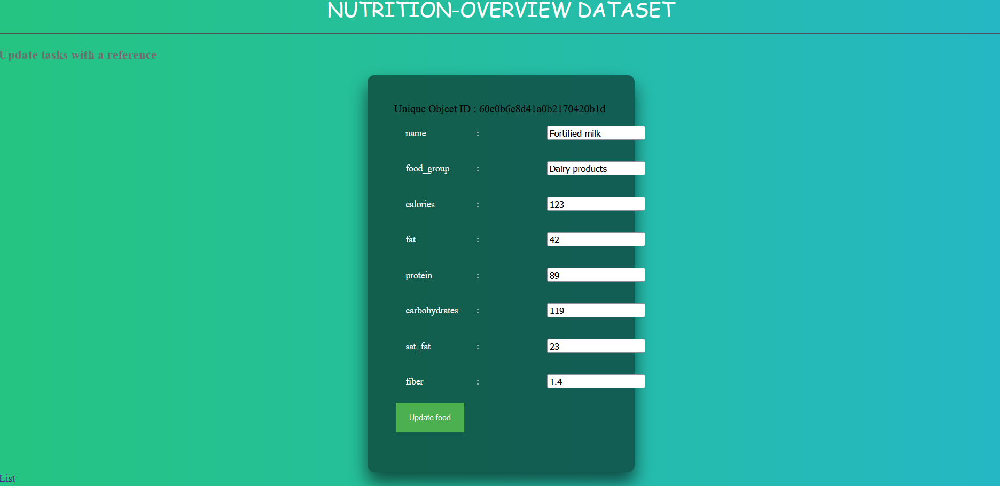 NUTRITION-OVERVIEW DATASET
Update tasks with a reference
Unique Object ID : 60c0b6e8d41a0b2170420b1d
name : Fortified milk
food_group : Dairy products
calories : 123
fat : 42
protein : 89
carbohydrates : 119
sat_fat : 23
fiber : 1.4
Update food
List